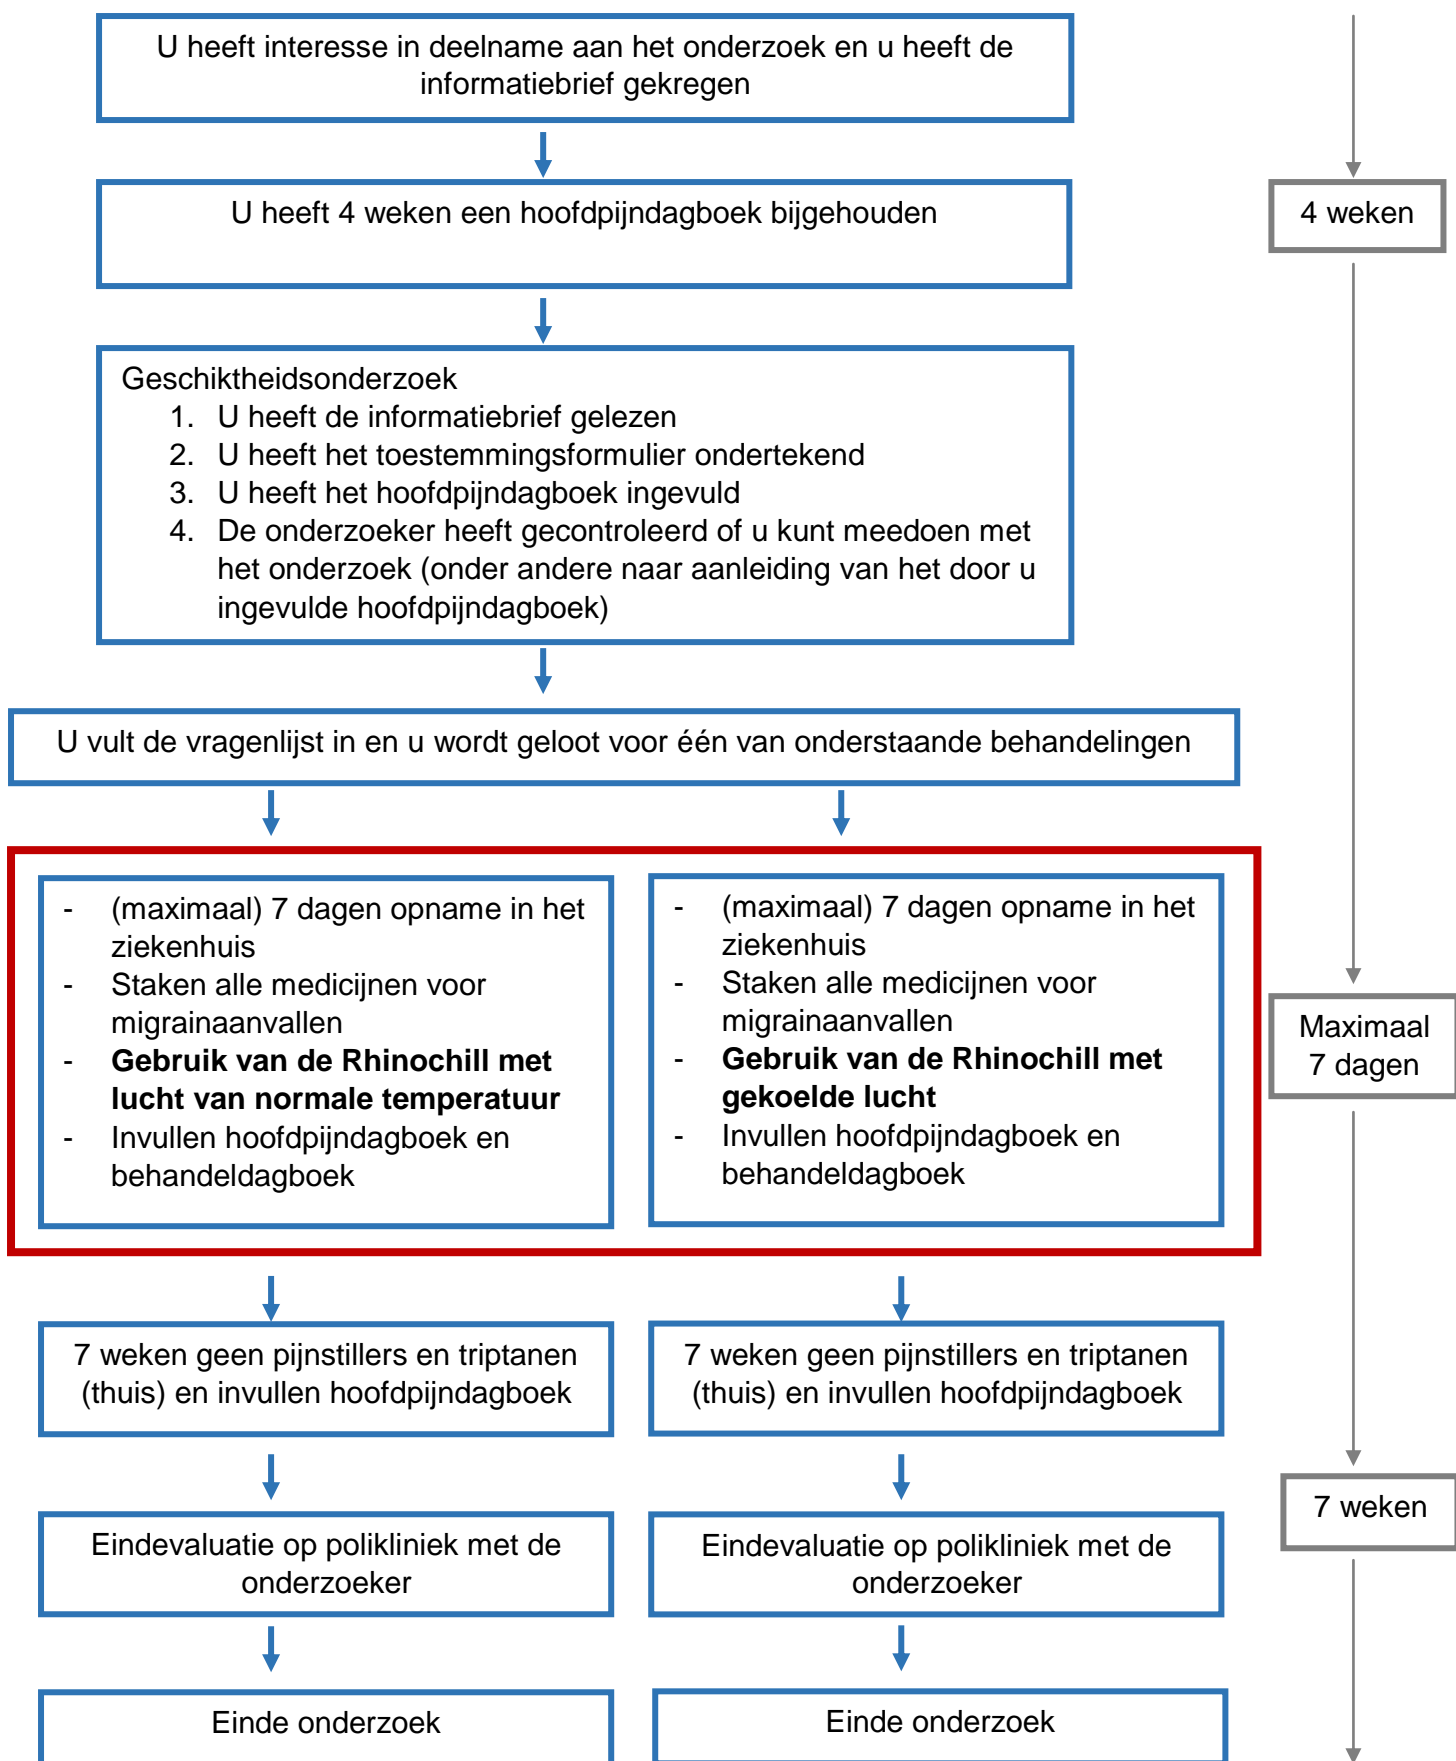 U heeft interesse in deelname aan het onderzoek en u heeft de
informatiebrief gekregen
U heeft 4 weken een hoofdpijndagboek bijgehouden
4 weken
Geschiktheidsonderzoek
1. U heeft de informatiebrief gelezen
2. U heeft het toestemmingsformulier ondertekend
3. U heeft het hoofdpijndagboek ingevuld
4. De onderzoeker heeft gecontroleerd of u kunt meedoen met
het onderzoek (onder andere naar aanleiding van het door u
ingevulde hoofdpijndagboek)
U vult de vragenlijst in en u wordt geloot voor één van onderstaande behandelingen
- (maximaal) 7 dagen opname in het
ziekenhuis
- Staken alle medicijnen voor
migrainaanvallen
- Gebruik van de Rhinochill met
lucht van normale temperatuur
- Invullen hoofdpijndagboek en
behandeldagboek
- (maximaal) 7 dagen opname in het
ziekenhuis
- Staken alle medicijnen voor
migrainaanvallen
- Gebruik van de Rhinochill met
gekoelde lucht
- Invullen hoofdpijndagboek en
behandeldagboek
Maximaal
7 dagen
7 weken geen pijnstillers en triptanen
(thuis) en invullen hoofdpijndagboek
7 weken geen pijnstillers en triptanen
(thuis) en invullen hoofdpijndagboek
7 weken
Eindevaluatie op polikliniek met de
onderzoeker
Eindevaluatie op polikliniek met de
onderzoeker
Einde onderzoek
Einde onderzoek